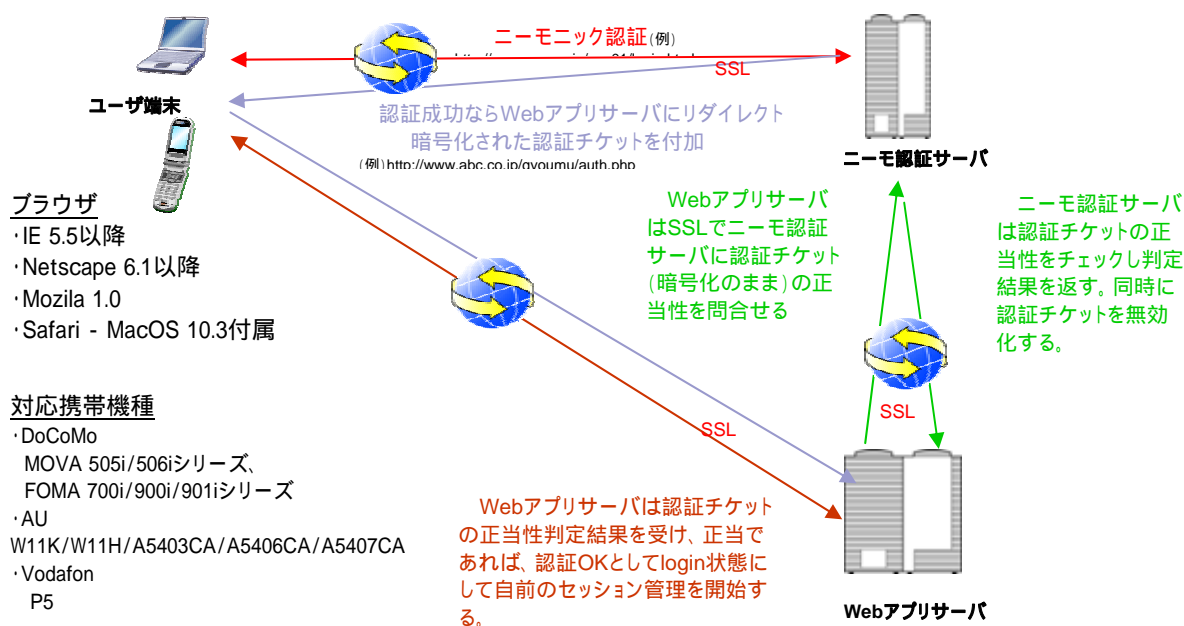 ニーモニック認証(例)
SSL
ユーザ端末
認証成功ならWebアプリサーバにリダイレクト
暗号化された認証チケットを付加
(例)http://www.abc.co.jp/gyoumu/auth.php
ニーモ認証サーバ
ブラウザ
・IE 5.5以降
・Netscape 6.1以降
・Mozila 1.0
・Safari - MacOS 10.3付属
Webアプリサーバ
はSSLでニーモ認証
サーバに認証チケット
(暗号化のまま)の正
当性を問合せる
ニーモ認証サーバ
は認証チケットの正
当性をチェックし判定
結果を返す。同時に
認証チケットを無効
化する。
対応携帯機種
・DoCoMo
MOVA 505i/506iシリーズ、
FOMA 700i/900i/901iシリーズ
・AU
W11K/W11H/A5403CA/A5406CA/A5407CA
・Vodafon
P5
SSL
SSL
Webアプリサーバは認証チケット
の正当性判定結果を受け、正当で
あれば、認証OKとしてlogin状態に
して自前のセッション管理を開始す
る。
Webアプリサーバ